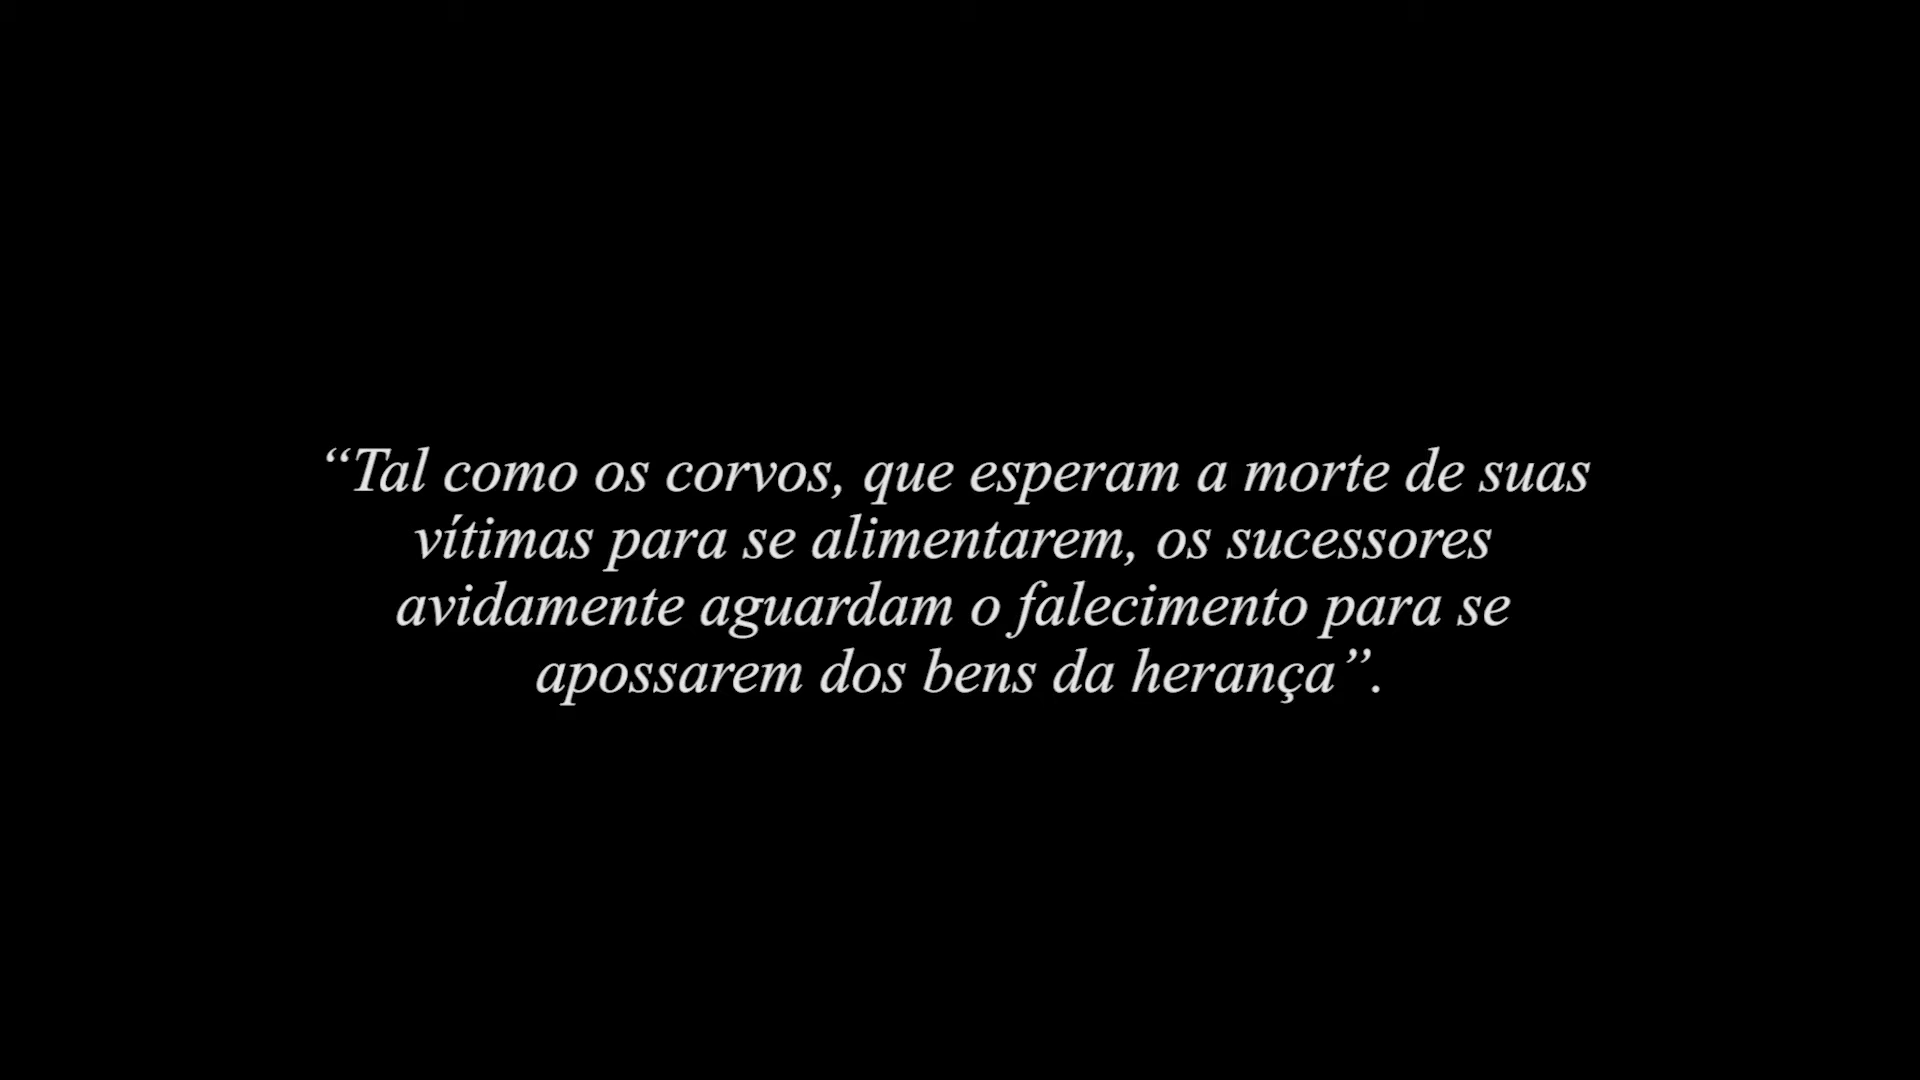 “Tal como os corvos, que esperam a morte de suas
vítimas para se alimentarem, os sucessores
avidamente aguardam o falecimento para se
apossarem dos bens da herança”.